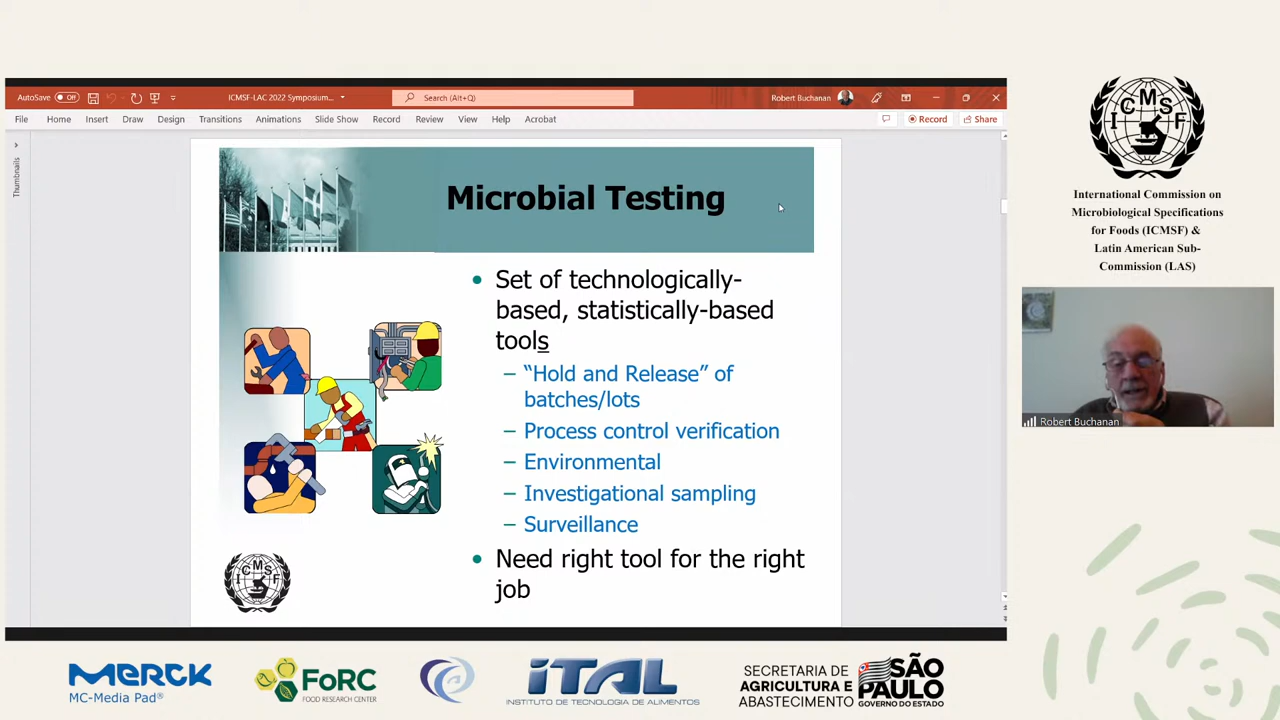 AutoSave Off
ICMSF-LAC 2022 Symposium...
Search (Alt+Q)
Robert Buchanan
File Home Insert Draw Design Transitions Animations Slide Show Record Review View Help Acrobat
Record Share
Thumbnails
Microbial Testing
• Set of technologically-
based, statistically-based
tools
– “Hold and Release” of
batches/lots
– Process control verification
– Environmental
– Investigational sampling
– Surveillance
• Need right tool for the right
job
ICMSF
ICMSF
International Commission on
Microbiological Specifications
for Foods (ICMSF) &
Latin American Sub-
Commission (LAS)
Robert Buchanan
MERCK
MC-Media Pad®
FoRC
FOOD RESEARCH CENTER
iTAL
INSTITUTO DE TECNOLOGIA DE ALIMENTOS
SECRETARIA DE
AGRICULTURA E
ABASTECIMENTO
SÃO
PAULO
GOVERNO DO ESTADO